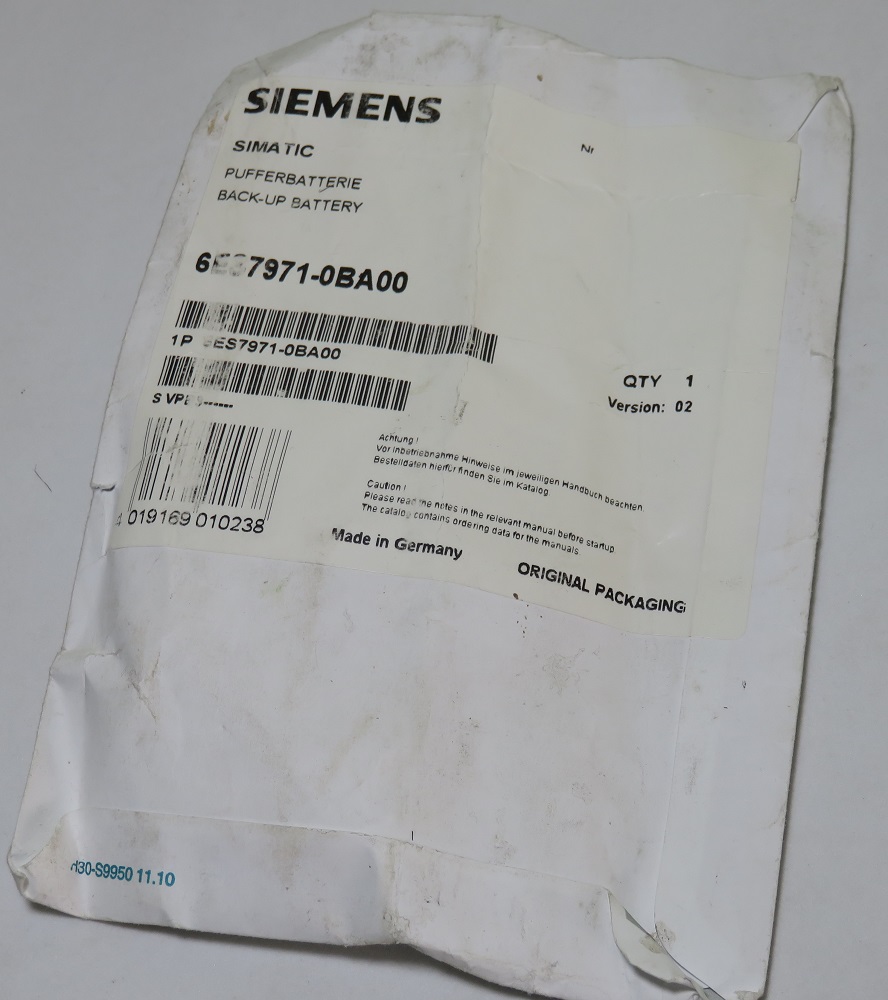 SIEMENS
SIMATIC
Nr
PUFFERBATTERIE
BACK-UP BATTERY
6ES7971-0BA00
1P 6ES7971-0BA00
QTY 1
Version: 02
S
Achtung !
Vor Inbetriebnahme Hinweise im jeweiligen Handbuch beachten.
Bestelldaten hierfür finden Sie im Katalog.
Caution !
Please read the notes in the relevant manual before startup.
The catalog contains ordering data for the manuals.
019169 010238
Made in Germany
ORIGINAL PACKAGING
H30-S9950 11.10